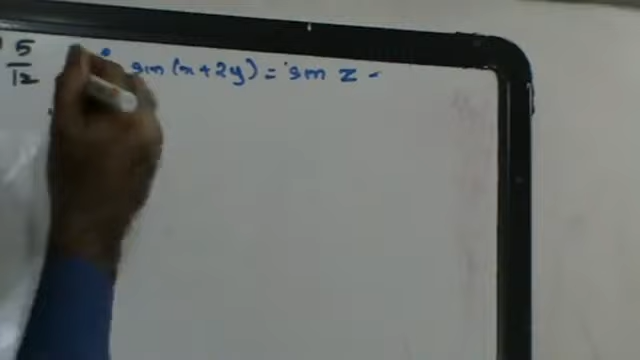 5/12 sin(x+2y) = sin z -